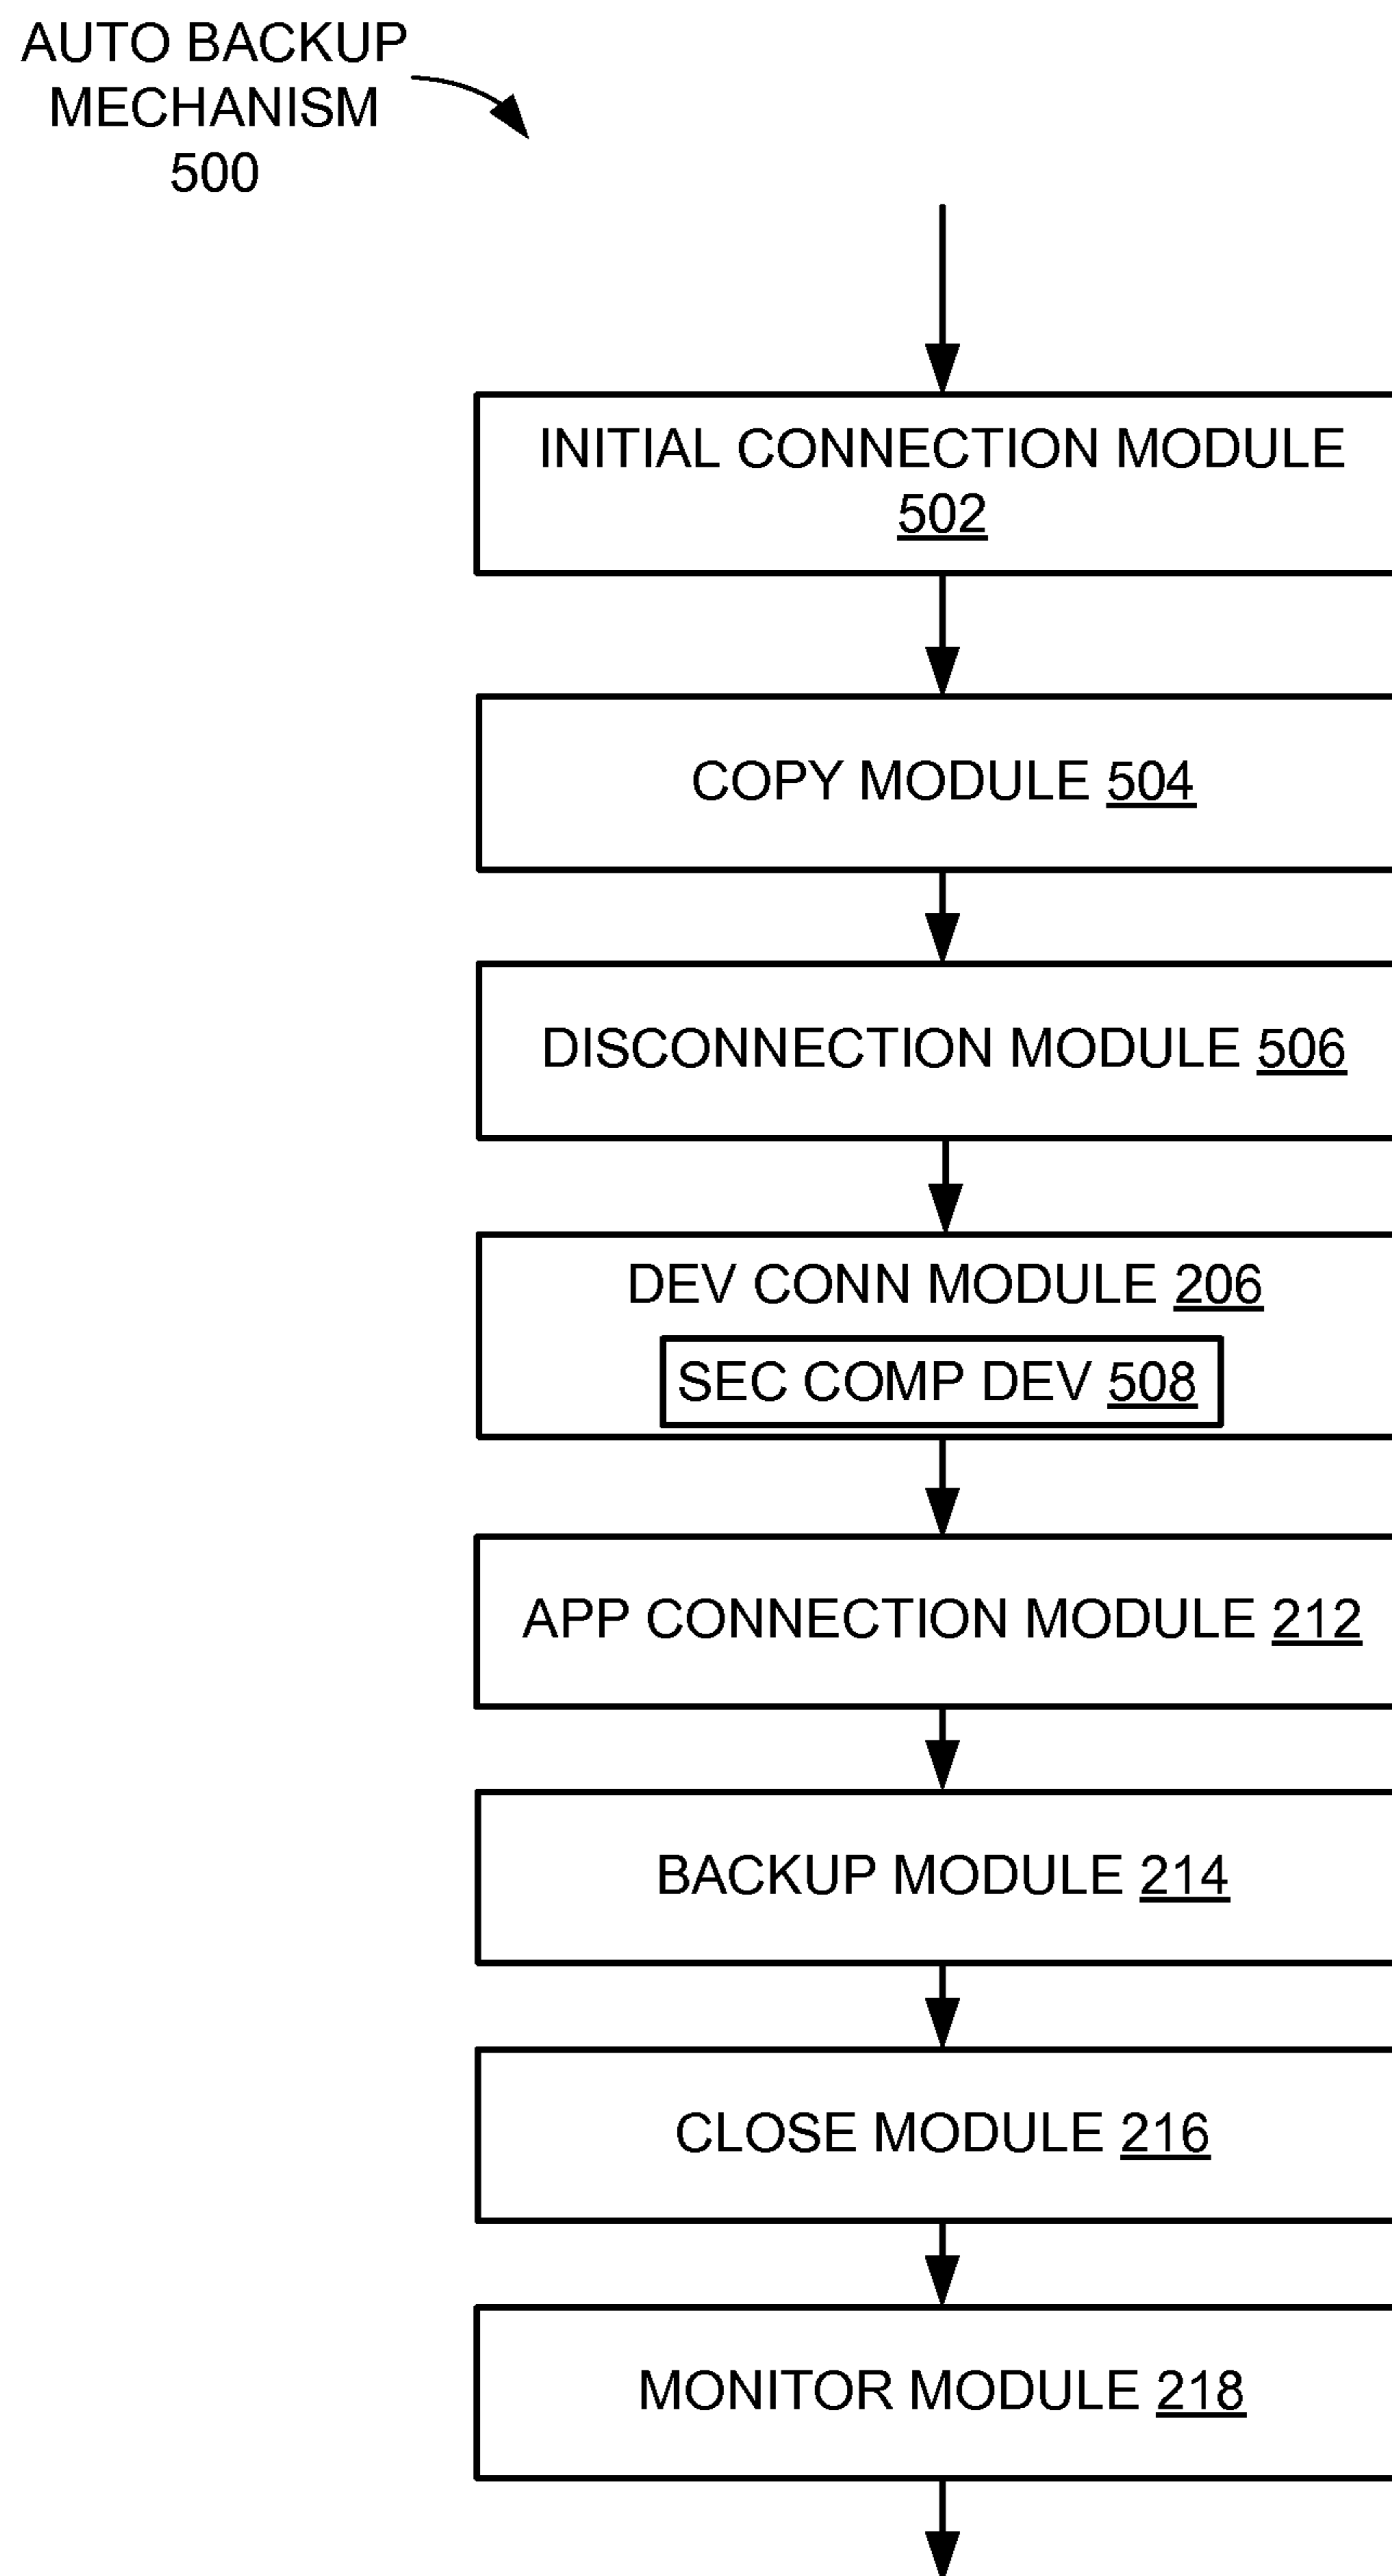 AUTO BACKUP
MECHANISM
500
INITIAL CONNECTION MODULE
502
COPY MODULE 504
DISCONNECTION MODULE 506
DEV CONN MODULE 206
SEC COMP DEV 508
APP CONNECTION MODULE 212
BACKUP MODULE 214
CLOSE MODULE 216
MONITOR MODULE 218